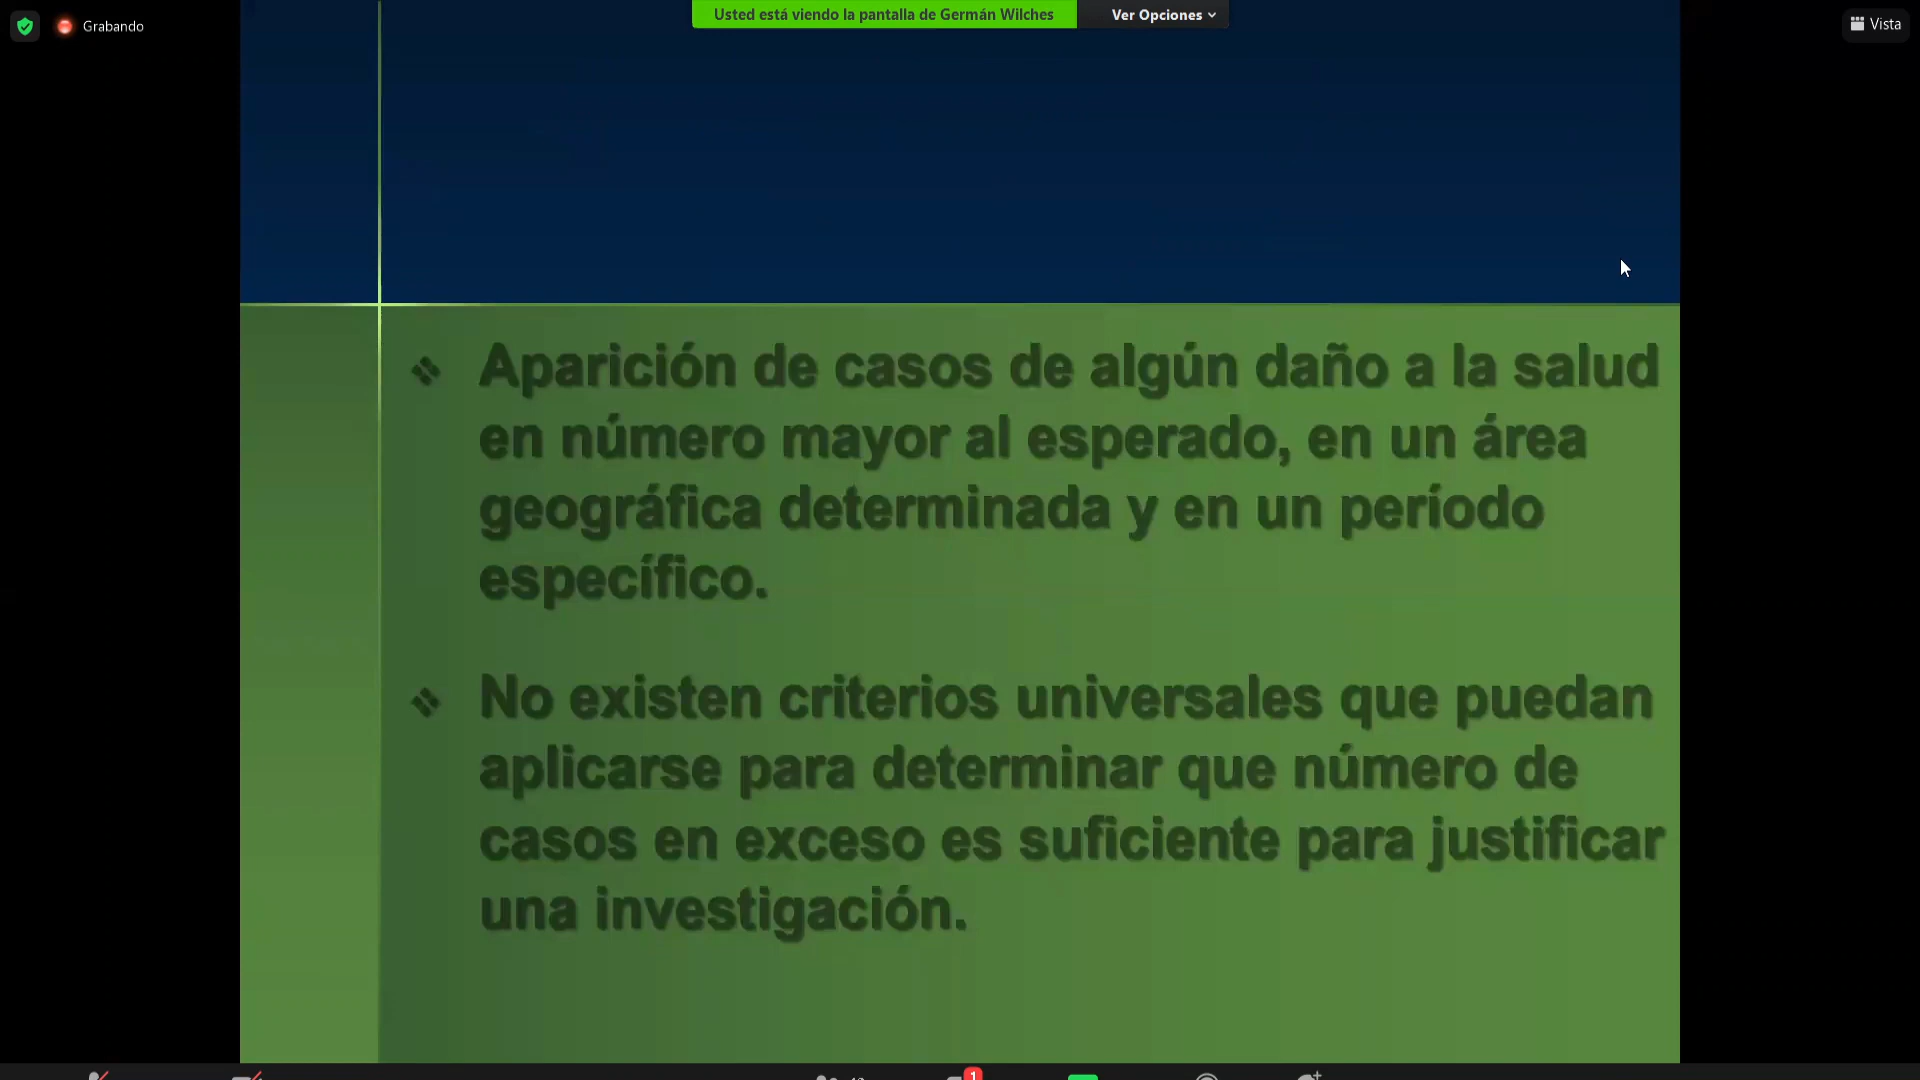 Grabando
Usted está viendo la pantalla de Germán Wilches
Ver Opciones
Vista
Aparición de casos de algún daño a la salud
en número mayor al esperado, en un área
geográfica determinada y en un período
específico.
No existen criterios universales que puedan
aplicarse para determinar que número de
casos en exceso es suficiente para justificar
una investigación.
1